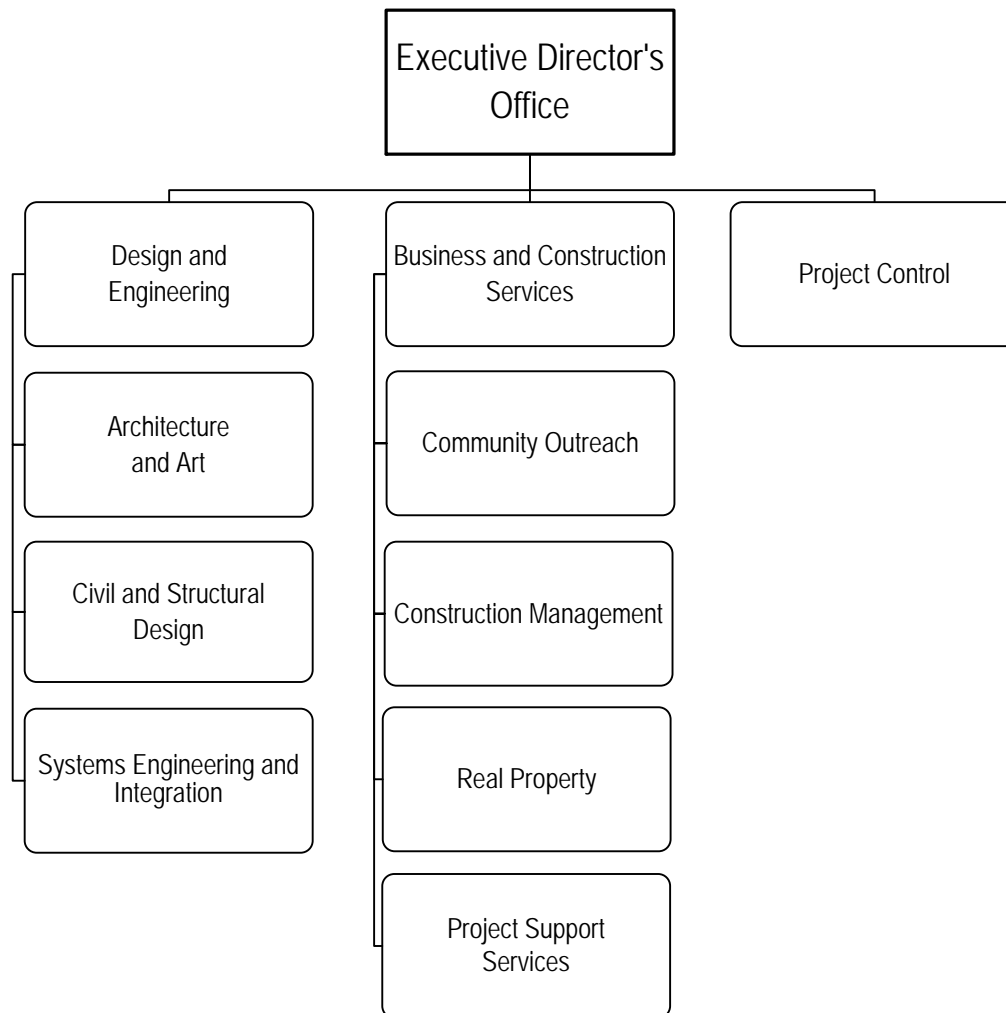 Executive Director's
Office
Design and
Engineering
Business and Construction
Services
Project Control
Architecture
and Art
Community Outreach
Civil and Structural
Design
Construction Management
Systems Engineering and
Integration
Real Property
Project Support
Services